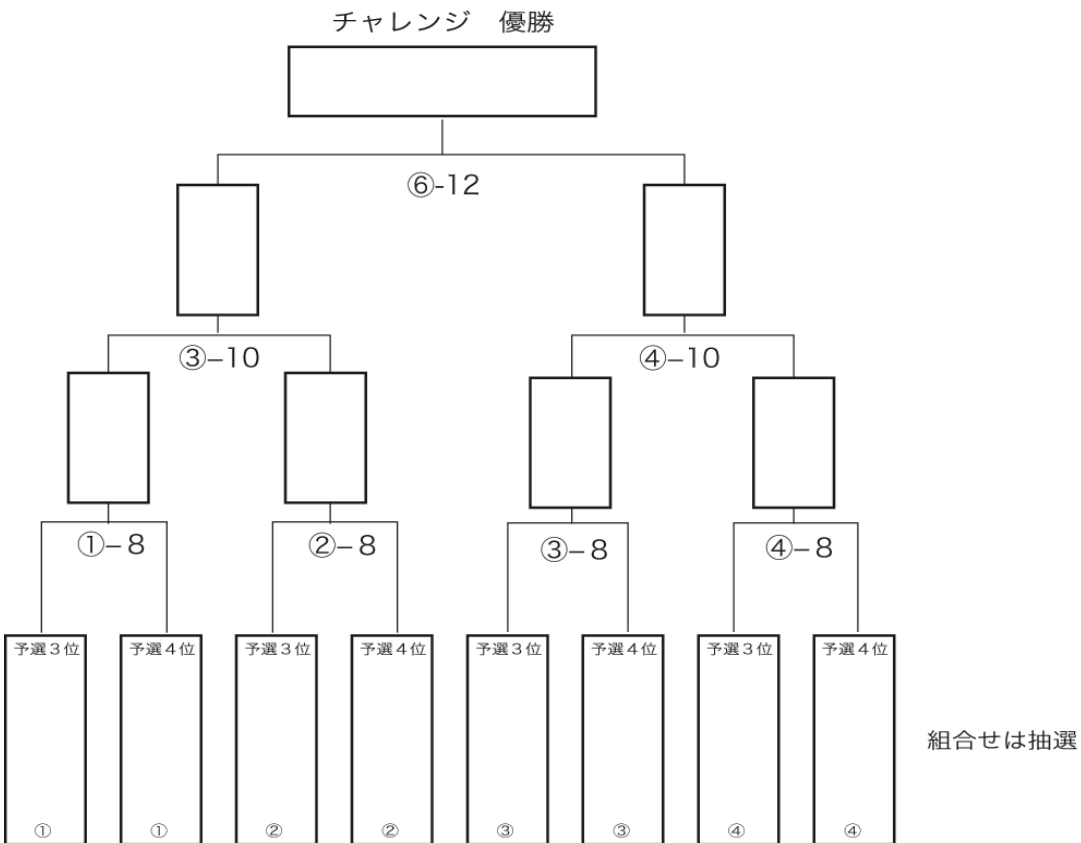 チャレンジ　優勝
⑥-12
③–10
④–10
①–8
②–8
③–8
④–8
予選3位
予選4位
予選3位
予選4位
予選3位
予選4位
予選3位
予選4位
組合せは抽選
①
①
②
②
③
③
④
④